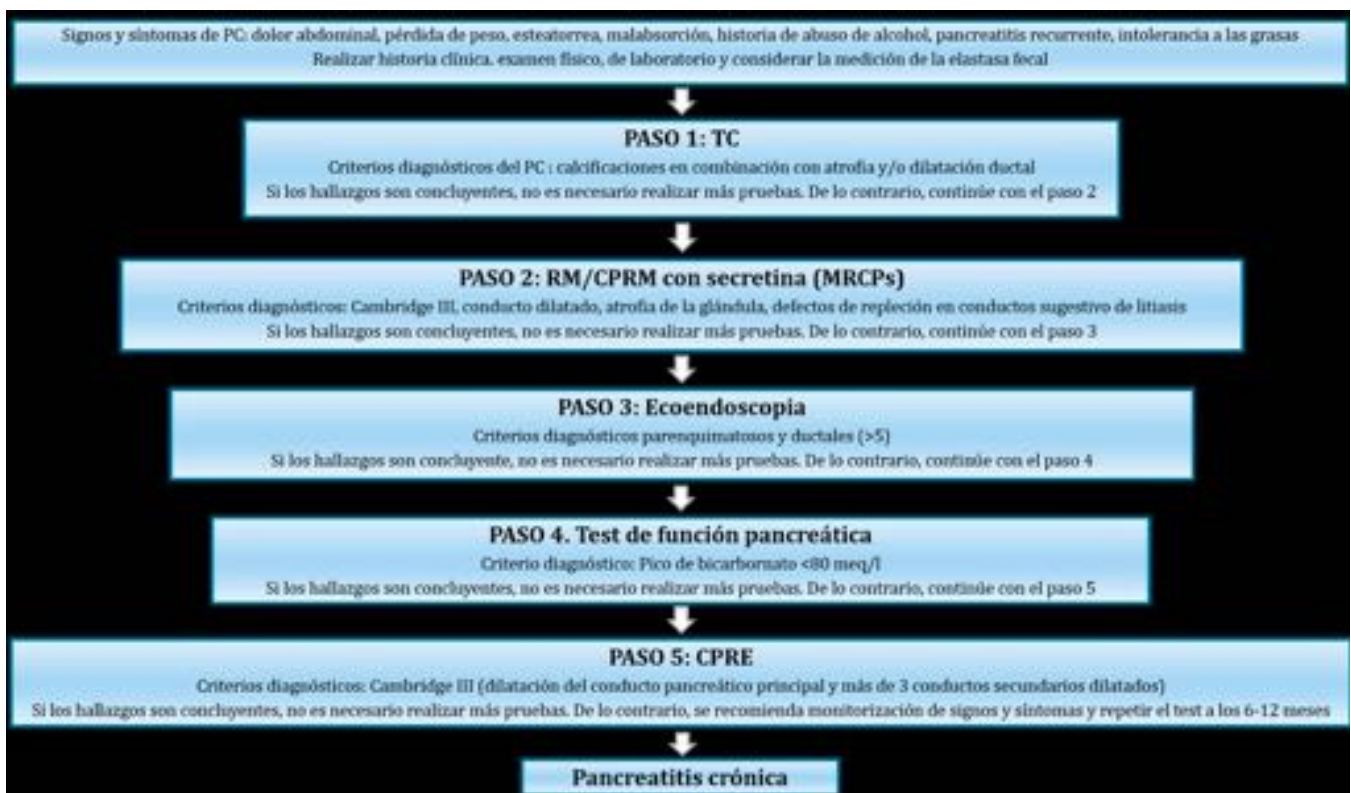 Signos y síntomas de PC: dolor abdominal, pérdida de peso, esteatorrea, malabsorción, historia de abuso de alcohol, pancreatitis recurrente, intolerancia a las grasas
Realizar historia clínica. examen físico, de laboratorio y considerar la medición de la elastasa fecal
PASO 1: TC
Criterios diagnósticos del PC : calcificaciones en combinación con atrofia y/o dilatación ductal
Si los hallazgos son concluyentes, no es necesario realizar más pruebas. De lo contrario, continúe con el paso 2
PASO 2: RM/CPRM con secretina (MRCPs)
Criterios diagnósticos: Cambridge III, conducto dilatado, atrofia de la glándula, defectos de repleción en conductos sugestivo de litiasis
Si los hallazgos son concluyentes, no es necesario realizar más pruebas. De lo contrario, continúe con el paso 3
PASO 3: Ecoendoscopia
Criterios diagnósticos parenquimatosos y ductales (>5)
Si los hallazgos son concluyente, no es necesario realizar más pruebas. De lo contrario, continúe con el paso 4
PASO 4. Test de función pancreática
Criterio diagnóstico: Pico de bicarbornato <80 meq/l
Si los hallazgos son concluyentes, no es necesario realizar más pruebas. De lo contrario, continúe con el paso 5
PASO 5: CPRE
Criterios diagnósticos: Cambridge III (dilatación del conducto pancreático principal y más de 3 conductos secundarios dilatados)
Si los hallazgos son concluyentes, no es necesario realizar más pruebas. De lo contrario, se recomienda monitorización de signos y síntomas y repetir el test a los 6-12 meses
Pancreatitis crónica